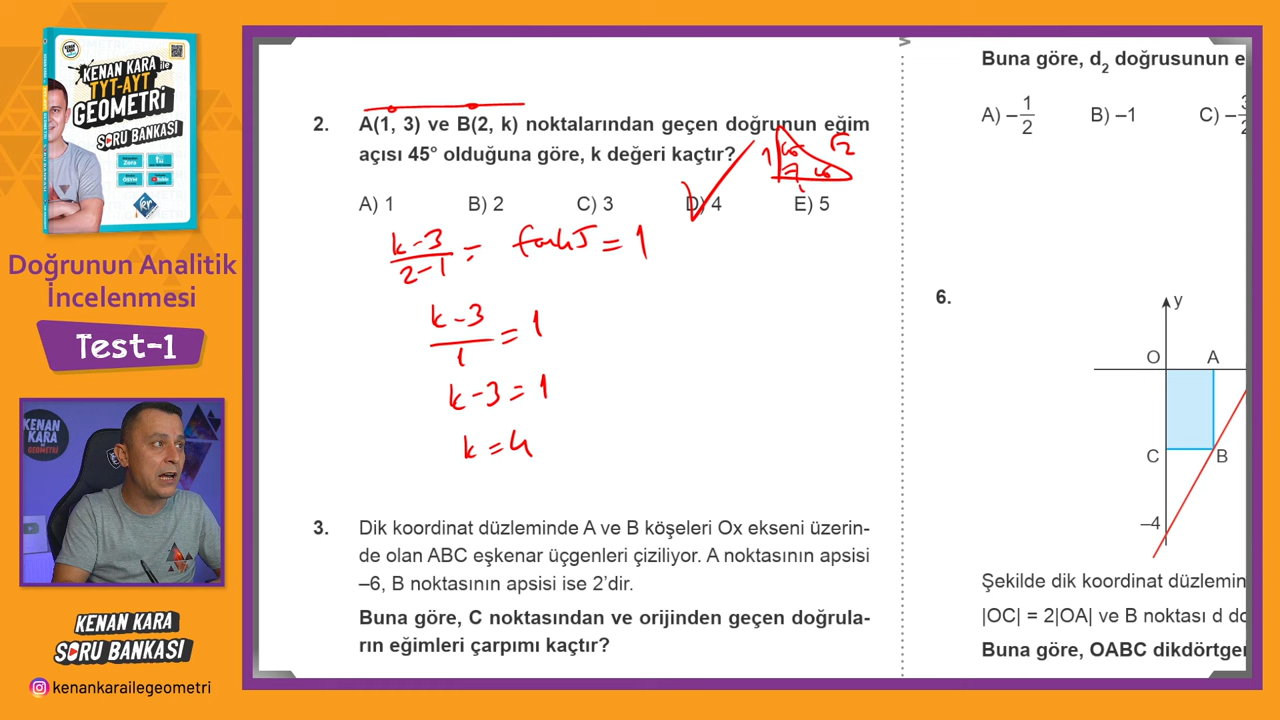 KENAN KARA ile
TYT-AYT
GEOMETRİ
SORU BANKASI
Doğrunun Analitik
İncelenmesi
Test-1
KENAN
KARA
GEOMETRİ
KENAN KARA
SORU BANKASI
kenankarailegeometri
2. A(1, 3) ve B(2, k) noktalarından geçen doğrunun eğim
açısı 45° olduğuna göre, k değeri kaçtır?
A) 1 B) 2 C) 3 D) 4 E) 5
1 √2
k-3/2-1 = = 1
k-3/1 = 1
k-3=1
k=4
3. Dik koordinat düzleminde A ve B köşeleri Ox ekseni üzerin-
de olan ABC eşkenar üçgenleri çiziliyor. A noktasının apsisi
–6, B noktasının apsisi ise 2’dir.
Buna göre, C noktasından ve orijinden geçen doğrula-
rın eğimleri çarpımı kaçtır?
Buna göre, d2 doğrusunun e
A) –1/2 B) –1 C) –
6.
y
O A
C B
–4
Şekilde dik koordinat düzlemin
|OC| = 2|OA| ve B noktası d do
Buna göre, OABC dikdörtger